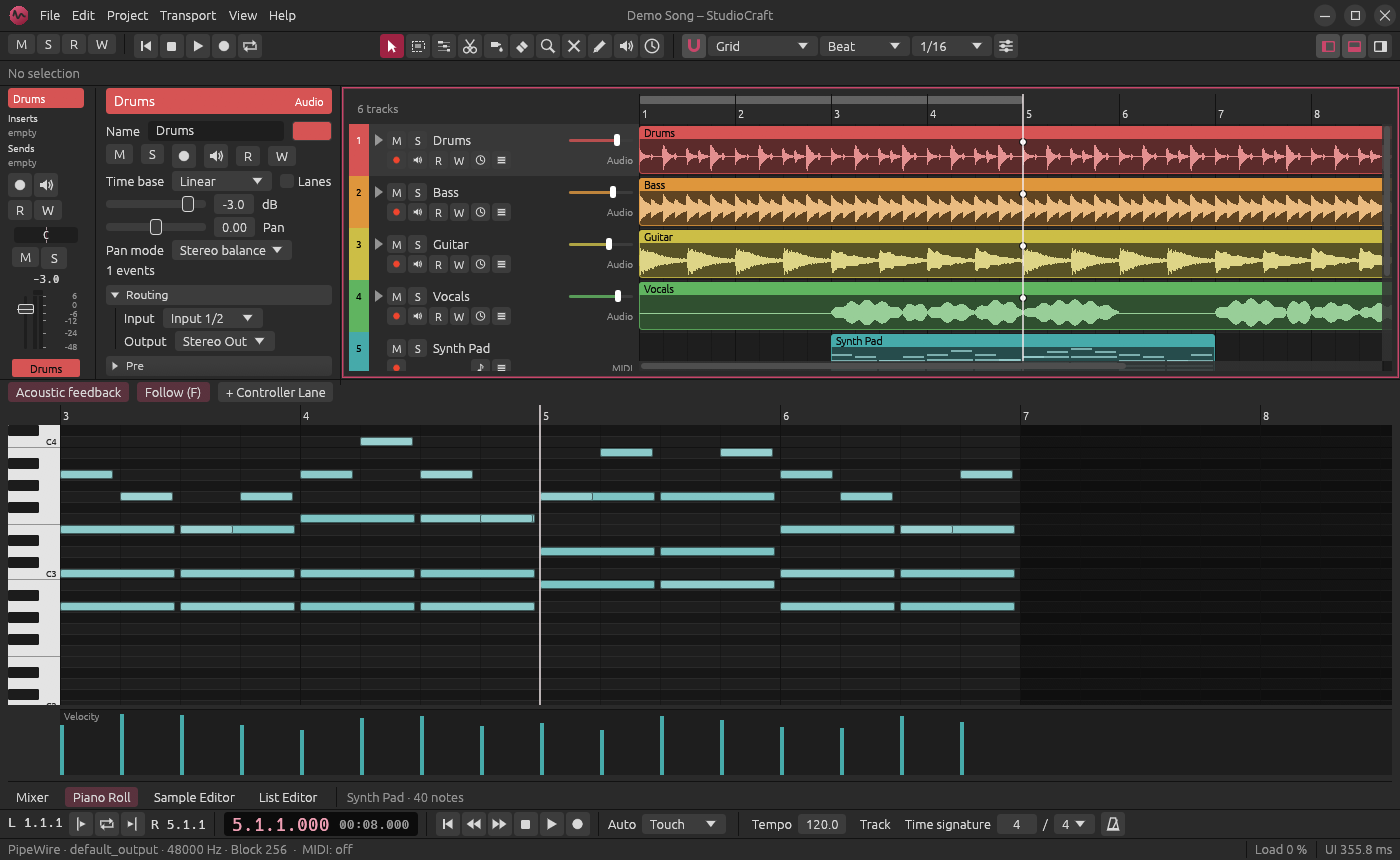 File Edit Project Transport View Help
Demo Song – StudioCraft
M S R W
Grid Beat 1/16
No selection
Drums
Inserts
empty
Sends
empty
R W
C
M S
-3.0
6
0
-6
-12
-24
-48
Drums
Drums Audio
Name Drums
M S R W
Time base Linear Lanes
-3.0 dB
0.00 Pan
Pan mode Stereo balance
1 events
Routing
Input Input 1/2
Output Stereo Out
Pre
6 tracks
1 2 3 4 5 6 7 8
1 M S Drums
R W Audio
2 M S Bass
R W Audio
3 M S Guitar
R W Audio
4 M S Vocals
R W Audio
5 M S Synth Pad
MIDI
Drums
Bass
Guitar
Vocals
Synth Pad
Acoustic feedback Follow (F) + Controller Lane
3 4 5 6 7 8
C4
C3
Velocity
Mixer Piano Roll Sample Editor List Editor Synth Pad · 40 notes
L 1.1.1 R 5.1.1 5.1.1.000 00:08.000 Auto Touch Tempo 120.0 Track Time signature 4 / 4
PipeWire · default_output · 48000 Hz · Block 256 · MIDI: off Load 0 % UI 355.8 ms